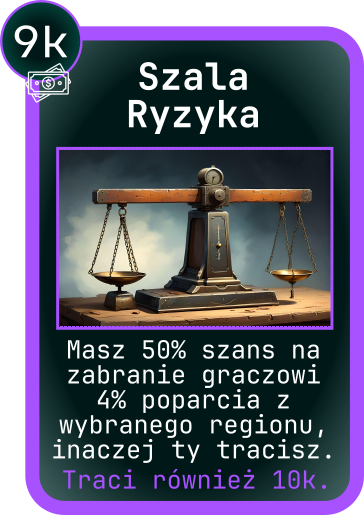 9k
Szala
Ryzyka
Masz 50% szans na
zabranie graczowi
4% poparcia z
wybranego regionu,
inaczej ty tracisz.
Traci również 10k.